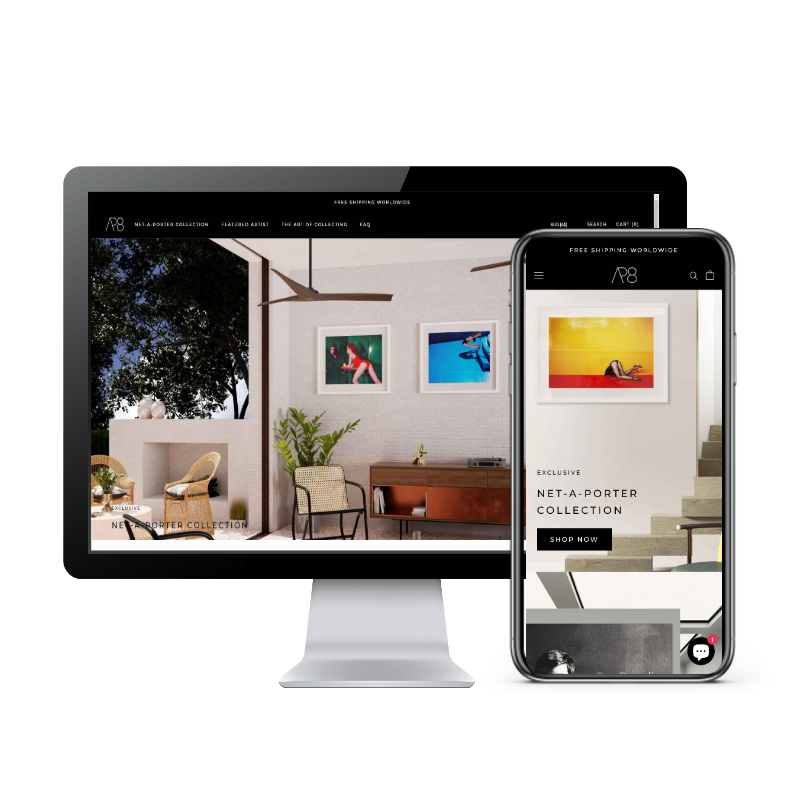 FREE SHIPPING WORLDWIDE
AP8 NET-A-PORTER COLLECTION FEATURED ARTIST THE ART OF COLLECTING FAQ AUD (A$) SEARCH CART (0)
EXCLUSIVE
NET-A-PORTER COLLECTION
FREE SHIPPING WORLDWIDE
AP8
EXCLUSIVE
NET-A-PORTER
COLLECTION
SHOP NOW
1